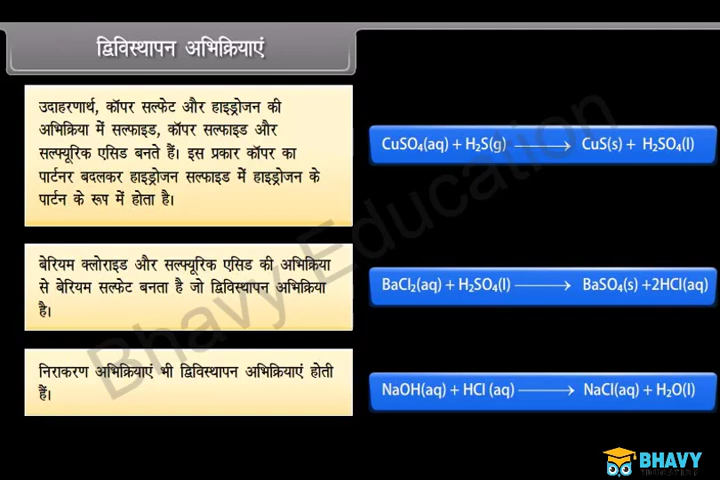 द्विविस्थापन अभिक्रियाएं
उदाहरणार्थ, कॉपर सल्फेट और हाइड्रोजन की
अभिक्रिया में सल्फाइड, कॉपर सल्फाइड और
सल्फ्यूरिक एसिड बनते हैं। इस प्रकार कॉपर का
पार्टनर बदलकर हाइड्रोजन सल्फाइड में हाइड्रोजन के
पार्टन के रूप में होता है।
CuSO₄(aq) + H₂S(g) ⟶ CuS(s) + H₂SO₄(l)
बेरियम क्लोराइड और सल्फ्यूरिक एसिड की अभिक्रिया
से बेरियम सल्फेट बनता है जो द्विविस्थापन अभिक्रिया
है।
BaCl₂(aq) + H₂SO₄(l) ⟶ BaSO₄(s) +2HCl(aq)
निराकरण अभिक्रियाएं भी द्विविस्थापन अभिक्रियाएं होती
हैं।
NaOH(aq) + HCl (aq) ⟶ NaCl(aq) + H₂O(l)
Bhavy Education
BHAVY
EDUCATION